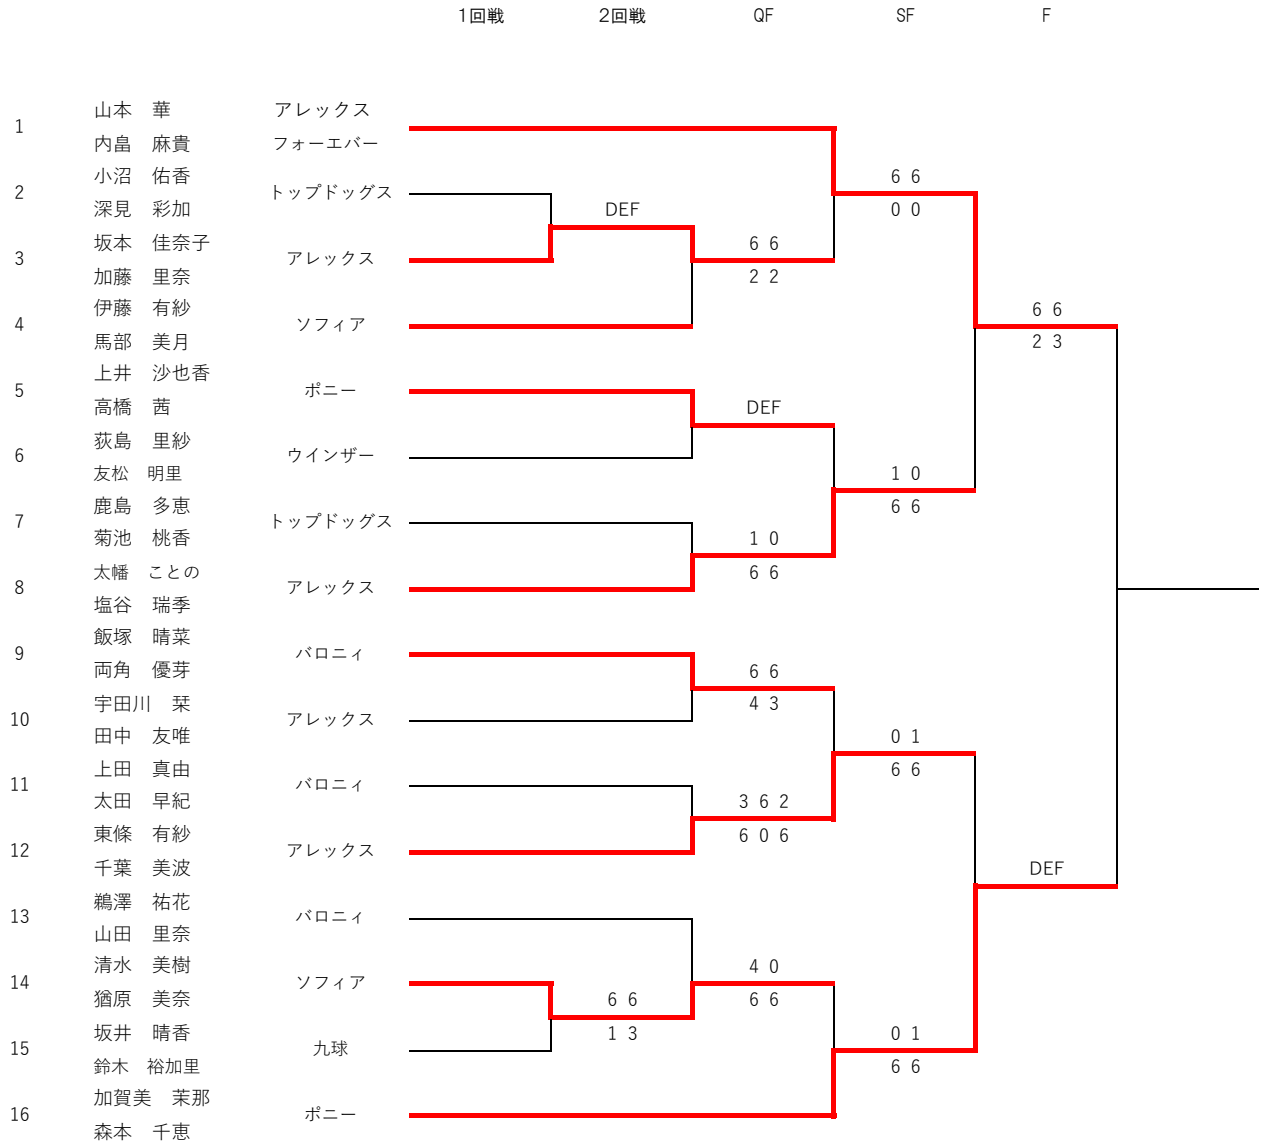 1回戦 2回戦 QF SF F
山本 華 アレックス
1
内畠 麻貴 フォーエバー
小沼 佑香 6 6
2 トップドッグス
深見 彩加 DEF 0 0
坂本 佳奈子 6 6
3 アレックス
加藤 里奈 2 2
伊藤 有紗 6 6
4 ソフィア
馬部 美月 2 3
上井 沙也香
5 ポニー
高橋 茜 DEF
荻島 里紗
6 ウインザー
友松 明里 1 0
鹿島 多恵 6 6
7 トップドッグス
菊池 桃香 1 0
太幡 ことの 6 6
8 アレックス
塩谷 瑞季
飯塚 晴菜
9 バロニィ
両角 優芽 6 6
宇田川 栞 4 3
10 アレックス
田中 友唯 0 1
上田 真由 6 6
11 バロニィ
太田 早紀 3 6 2
東條 有紗 6 0 6
12 アレックス
千葉 美波 DEF
鵜澤 祐花
13 バロニィ
山田 里奈
清水 美樹 4 0
14 ソフィア
猶原 美奈 6 6 6 6
坂井 晴香 1 3 0 1
15 九球
鈴木 裕加里 6 6
加賀美 茉那
16 ポニー
森本 千恵